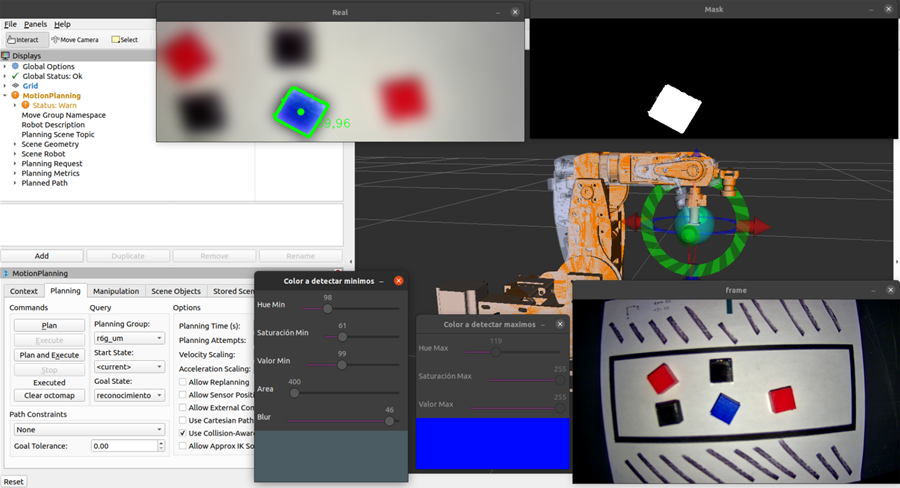 Real
Mask
File Panels Help
Interact Move Camera Select
Displays
Global Options
Global Status: Ok
Grid
MotionPlanning
Status: Warn
Move Group Namespace
Robot Description
Planning Scene Topic
Scene Geometry
Scene Robot
Planning Request
Planning Metrics
Planned Path
9,96
Add Duplicate Remove Rename
MotionPlanning
Context Planning Manipulation Scene Objects Stored Scen
Commands
Plan
Execute
Plan and Execute
Stop
Executed
Clear octomap
Query
Planning Group:
r6g_um
Start State:
<current>
Goal State:
reconocimiento
Options
Planning Time (s):
Planning Attempts:
Velocity Scaling:
Acceleration Scaling:
Allow Replanning
Allow Sensor Positi
Allow External Con
Use Cartesian Path
Use Collision-Aware
Allow Approx IK So
Path Constraints
None
Goal Tolerance: 0.00
Reset
Color a detectar minimos
Hue Min 98
Saturación Min 61
Valor Min 99
Area 400
Blur 46
Color a detectar maximos
Hue Max 119
Saturación Max 255
Valor Max 255
frame